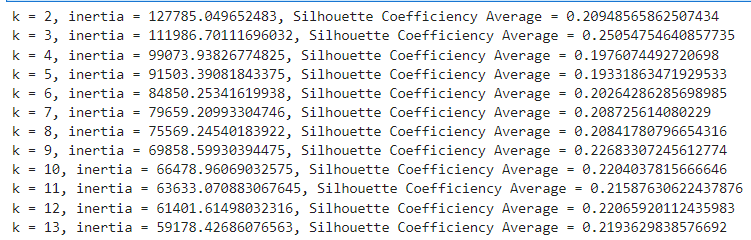 k = 2, inertia = 127785.049652483, Silhouette Coefficiency Average = 0.20948565862507434
k = 3, inertia = 111986.70111696032, Silhouette Coefficiency Average = 0.25054754640857735
k = 4, inertia = 99073.93826774825, Silhouette Coefficiency Average = 0.1976074492720698
k = 5, inertia = 91503.39081843375, Silhouette Coefficiency Average = 0.19331863471929533
k = 6, inertia = 84850.25341619938, Silhouette Coefficiency Average = 0.20264286285698985
k = 7, inertia = 79659.20993304746, Silhouette Coefficiency Average = 0.208725614080229
k = 8, inertia = 75569.24540183922, Silhouette Coefficiency Average = 0.20841780796654316
k = 9, inertia = 69858.59930394475, Silhouette Coefficiency Average = 0.22683307245612774
k = 10, inertia = 66478.96069032575, Silhouette Coefficiency Average = 0.2204037815666646
k = 11, inertia = 63633.070883067645, Silhouette Coefficiency Average = 0.21587630622437876
k = 12, inertia = 61401.61498032316, Silhouette Coefficiency Average = 0.22065920112435983
k = 13, inertia = 59178.42686076563, Silhouette Coefficiency Average = 0.2193629838576692